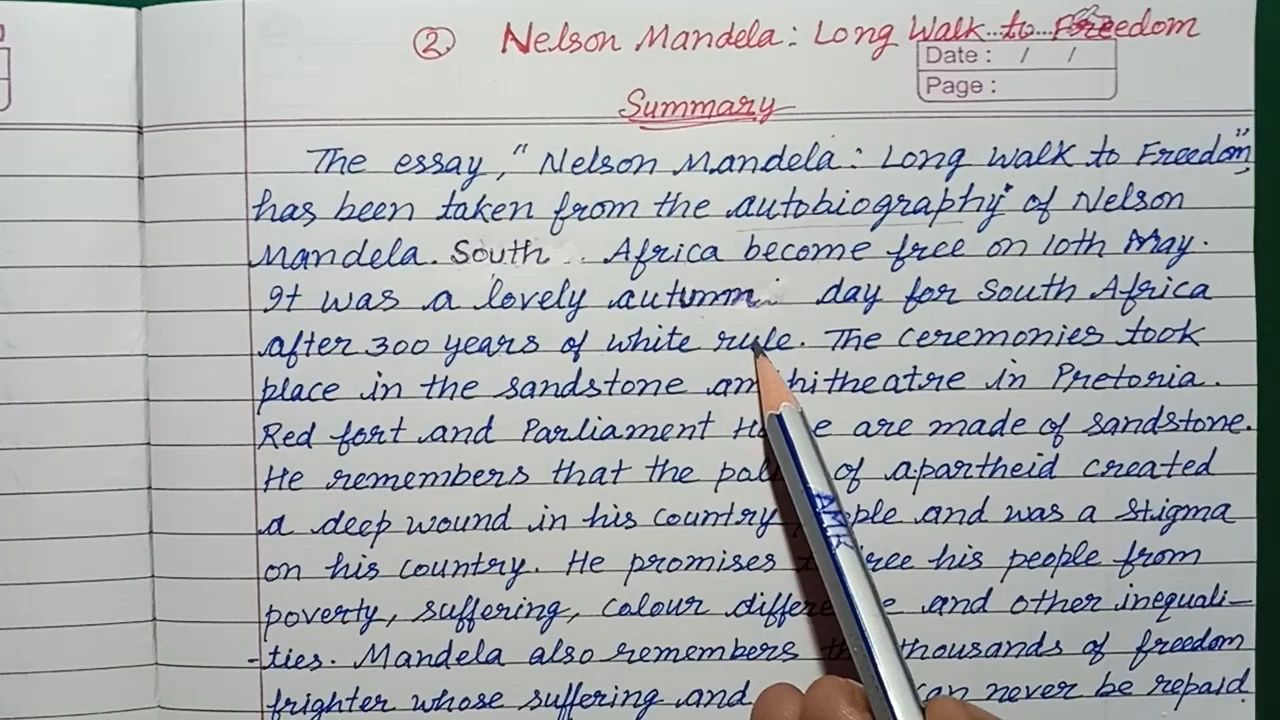 ② Nelson Mandela: Long Walk to Freedom
Date : / /
Page :
Summary
The essay, "Nelson Mandela: Long Walk to Freedom",
has been taken from the autobiography of Nelson
Mandela. South Africa become free on 10th May.
It was a lovely autumn day for South Africa
after 300 years of white rule. The ceremonies took
place in the sandstone amphitheatre in Pretoria.
Red fort and Parliament are made of sandstone.
He remembers that the of apartheid created
a deep wound in his country and was a stigma
on his country. He promises his people from
poverty, suffering, colour and other inequali-
-ties. Mandela also remembers thousands of freedom
frighter whose suffering and can never be repaid.
AMK